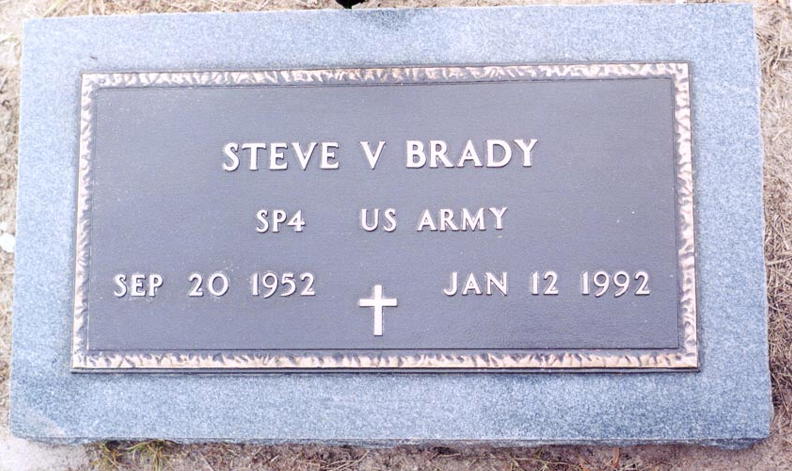 STEVE V BRADY
SP4 US ARMY
SEP 20 1952 JAN 12 1992